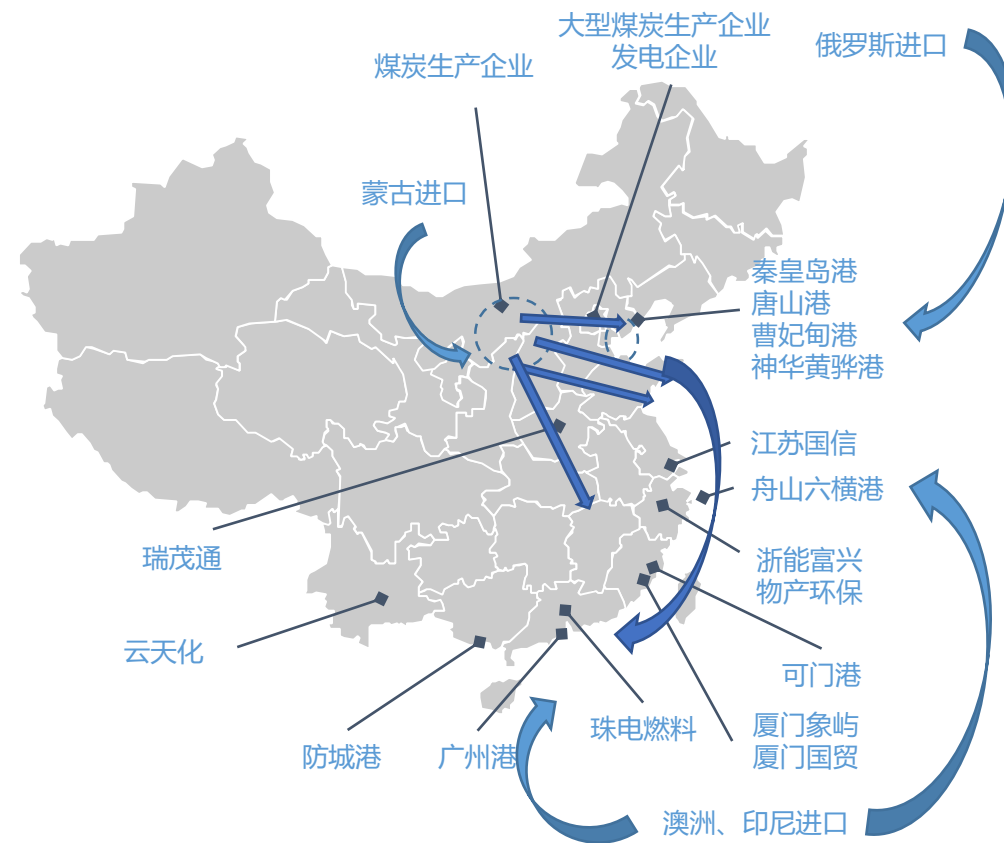 大型煤炭生产企业
发电企业
俄罗斯进口
煤炭生产企业
蒙古进口
秦皇岛港
唐山港
曹妃甸港
神华黄骅港
江苏国信
舟山六横港
瑞茂通
浙能富兴
物产环保
云天化
可门港
珠电燃料
厦门象屿
厦门国贸
防城港
广州港
澳洲、印尼进口